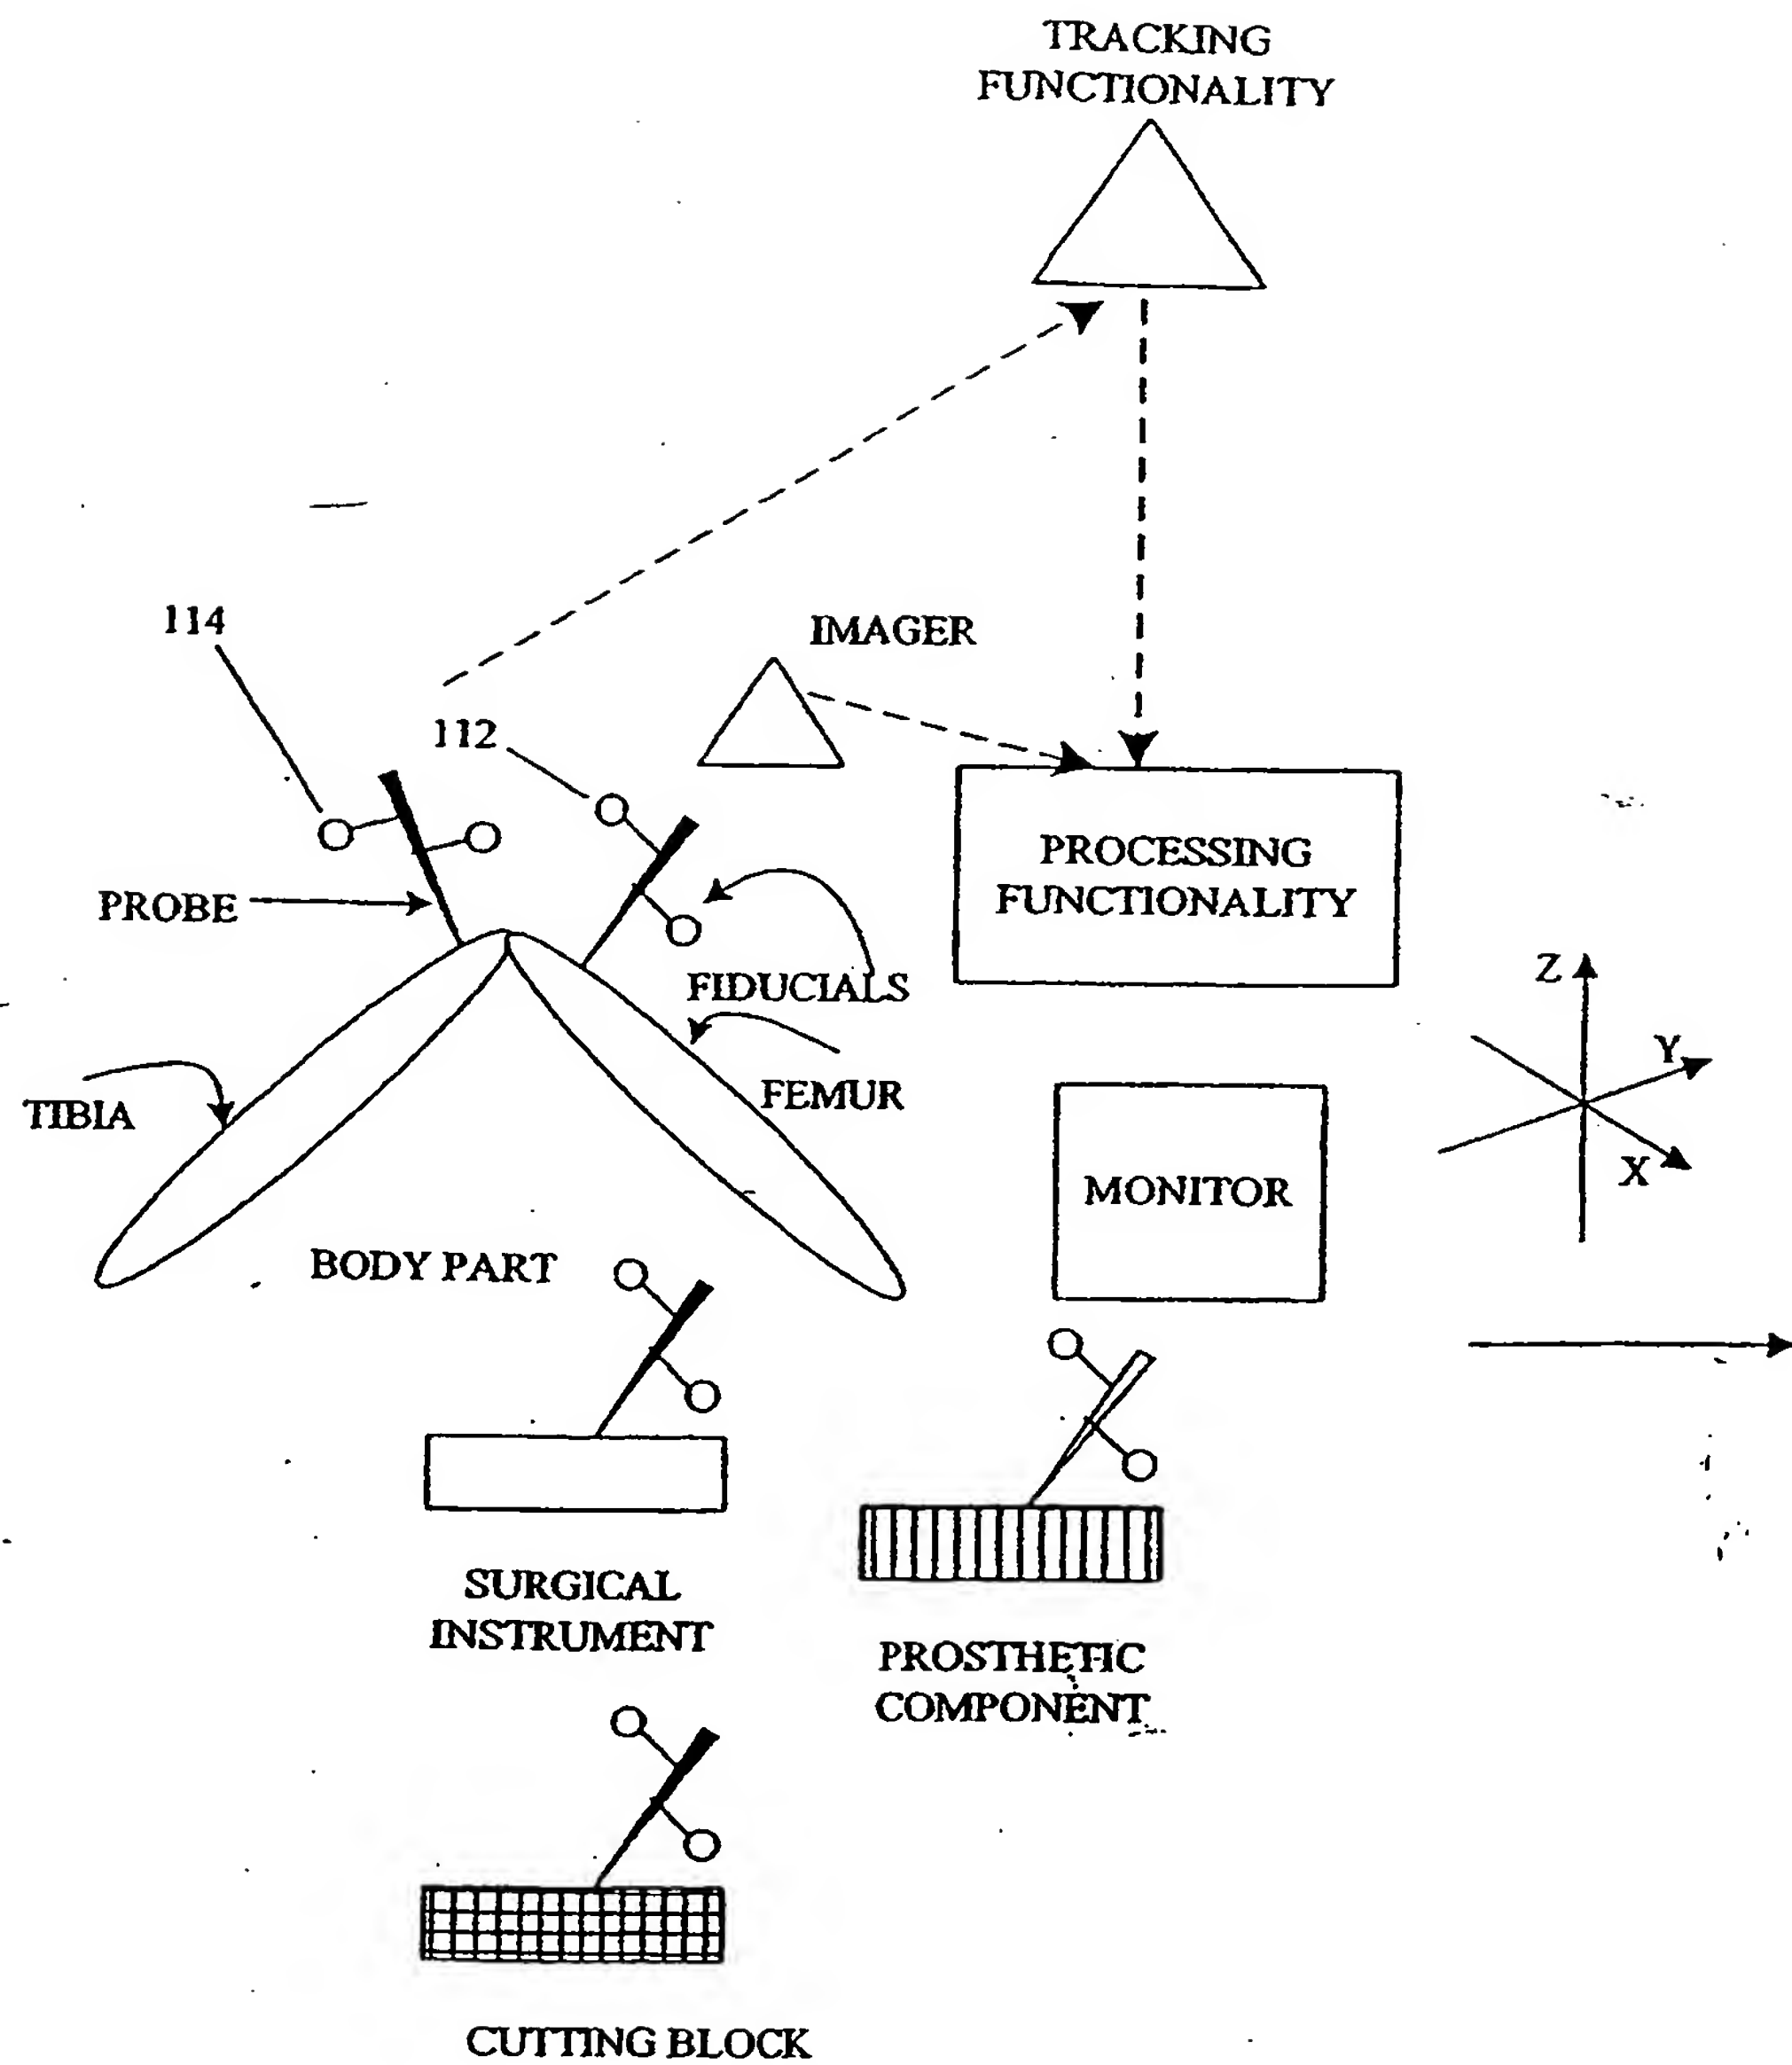 TRACKING
FUNCTIONALITY
114
IMAGER
112
PROCESSING
FUNCTIONALITY
PROBE
FIDUCIALS
Z
Y
X
TIBIA
FEMUR
MONITOR
BODY PART
SURGICAL
INSTRUMENT
PROSTHETIC
COMPONENT
CUTTING BLOCK